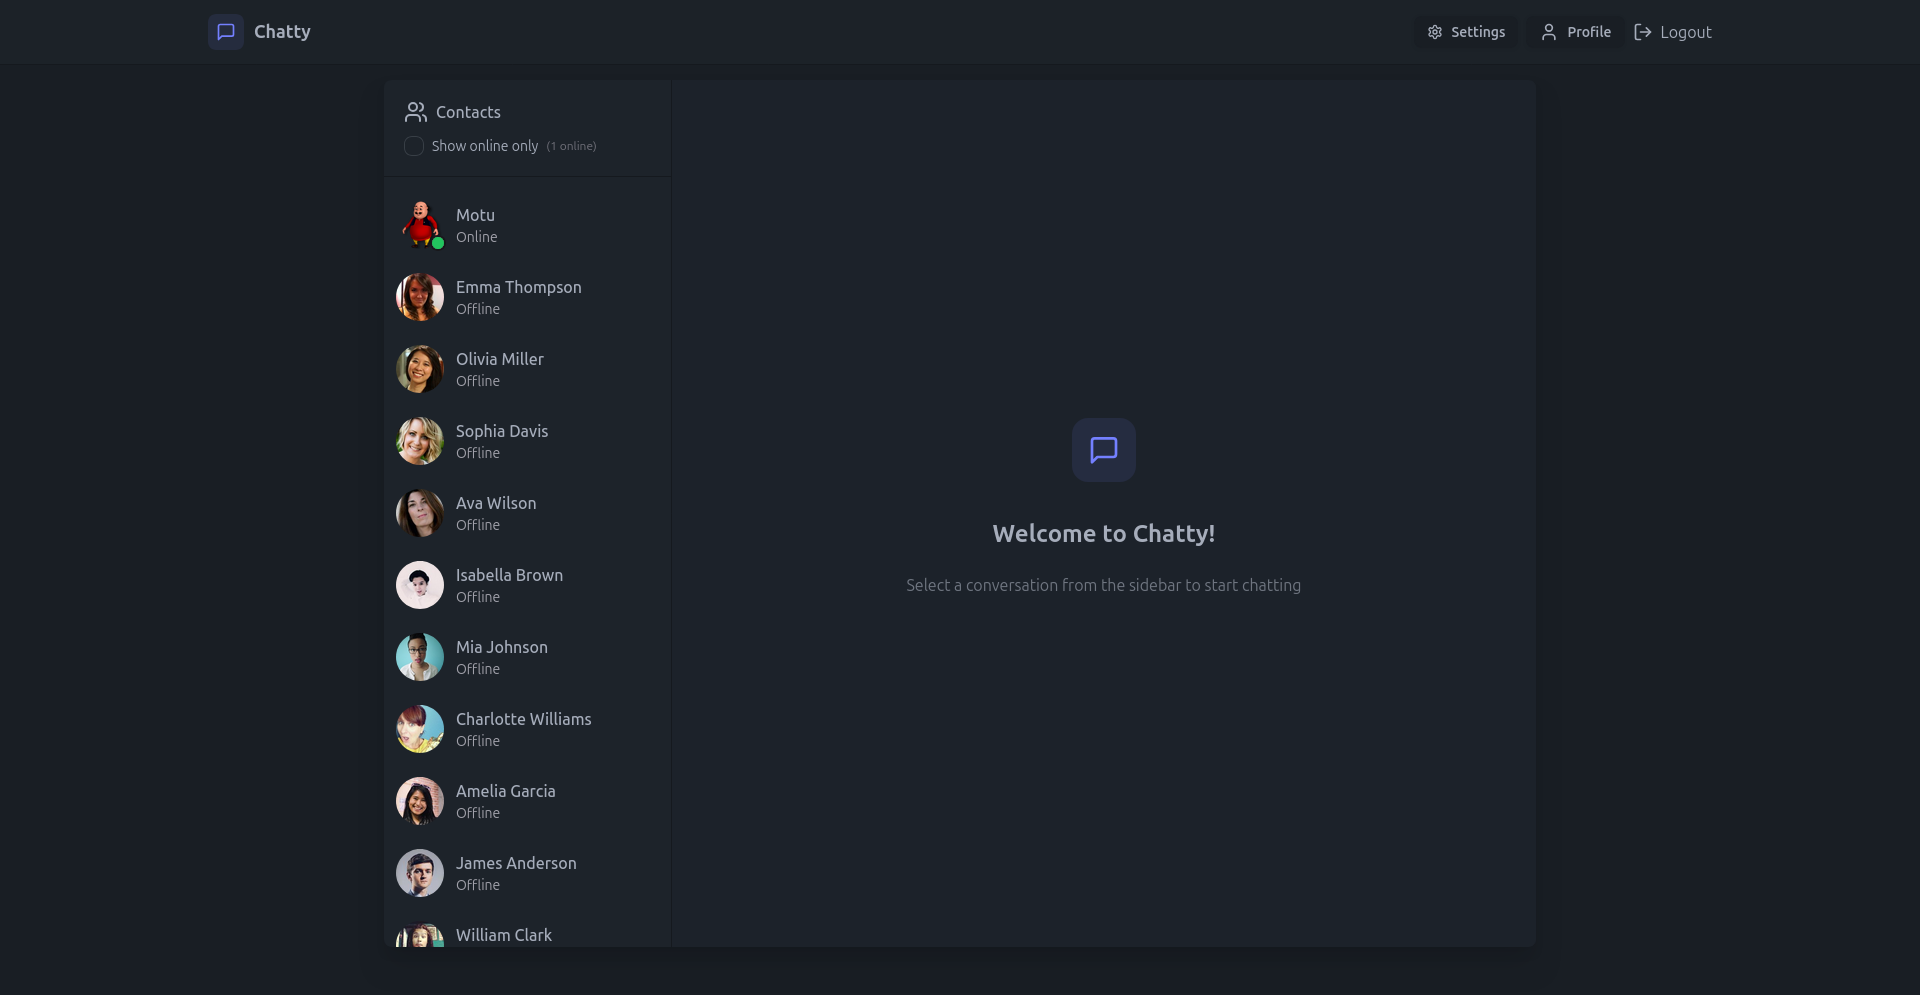 Chatty
Settings
Profile
Logout
Contacts
Show online only (1 online)
Motu
Online
Emma Thompson
Offline
Olivia Miller
Offline
Sophia Davis
Offline
Ava Wilson
Offline
Isabella Brown
Offline
Mia Johnson
Offline
Charlotte Williams
Offline
Amelia Garcia
Offline
James Anderson
Offline
William Clark
Welcome to Chatty!
Select a conversation from the sidebar to start chatting